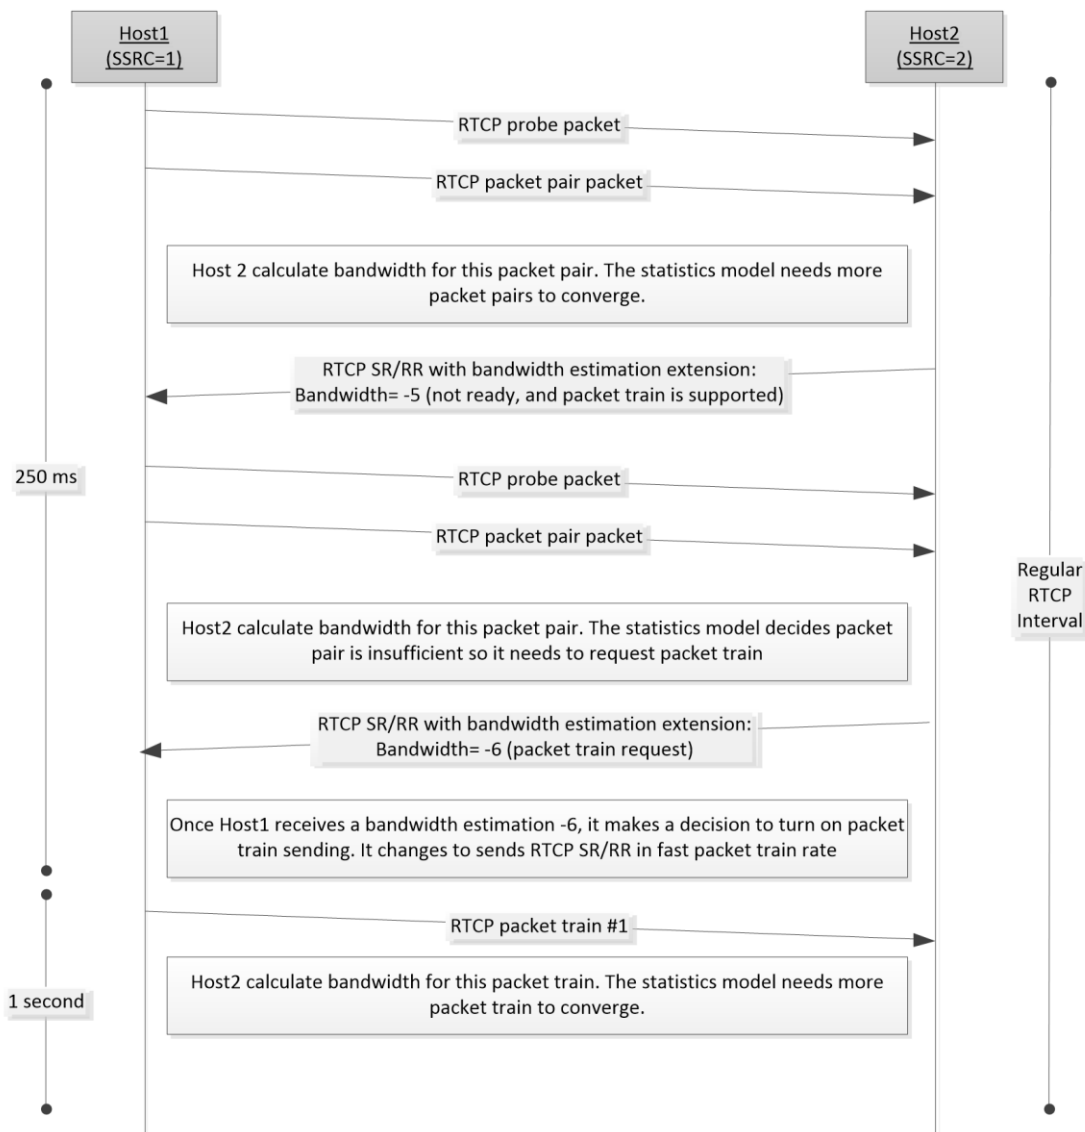 Host1
(SSRC=1)
Host2
(SSRC=2)
RTCP probe packet
RTCP packet pair packet
Host 2 calculate bandwidth for this packet pair. The statistics model needs more
packet pairs to converge.
RTCP SR/RR with bandwidth estimation extension:
Bandwidth= -5 (not ready, and packet train is supported)
250 ms
RTCP probe packet
RTCP packet pair packet
Regular
RTCP
Interval
Host2 calculate bandwidth for this packet pair. The statistics model decides packet
pair is insufficient so it needs to request packet train
RTCP SR/RR with bandwidth estimation extension:
Bandwidth= -6 (packet train request)
Once Host1 receives a bandwidth estimation -6, it makes a decision to turn on packet
train sending. It changes to sends RTCP SR/RR in fast packet train rate
RTCP packet train #1
Host2 calculate bandwidth for this packet train. The statistics model needs more
packet train to converge.
1 second